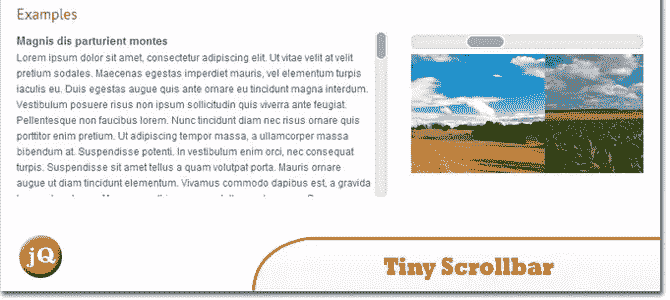 Examples
Magnis dis parturient montes
Lorem ipsum dolor sit amet, consectetur adipiscing elit. Ut vitae velit at velit
pretium sodales. Maecenas egestas imperdiet mauris, vel elementum turpis
iaculis eu. Duis egestas augue quis ante ornare eu tincidunt magna interdum.
Vestibulum posuere risus non ipsum sollicitudin quis viverra ante feugiat.
Pellentesque non faucibus lorem. Nunc tincidunt diam nec risus ornare quis
porttitor enim pretium. Ut adipiscing tempor massa, a ullamcorper massa
bibendum at. Suspendisse potenti. In vestibulum enim orci, nec consequat
turpis. Suspendisse sit amet tellus a quam volutpat porta. Mauris ornare
augue ut diam tincidunt elementum. Vivamus commodo dapibus est, a gravida
jQ
Tiny Scrollbar